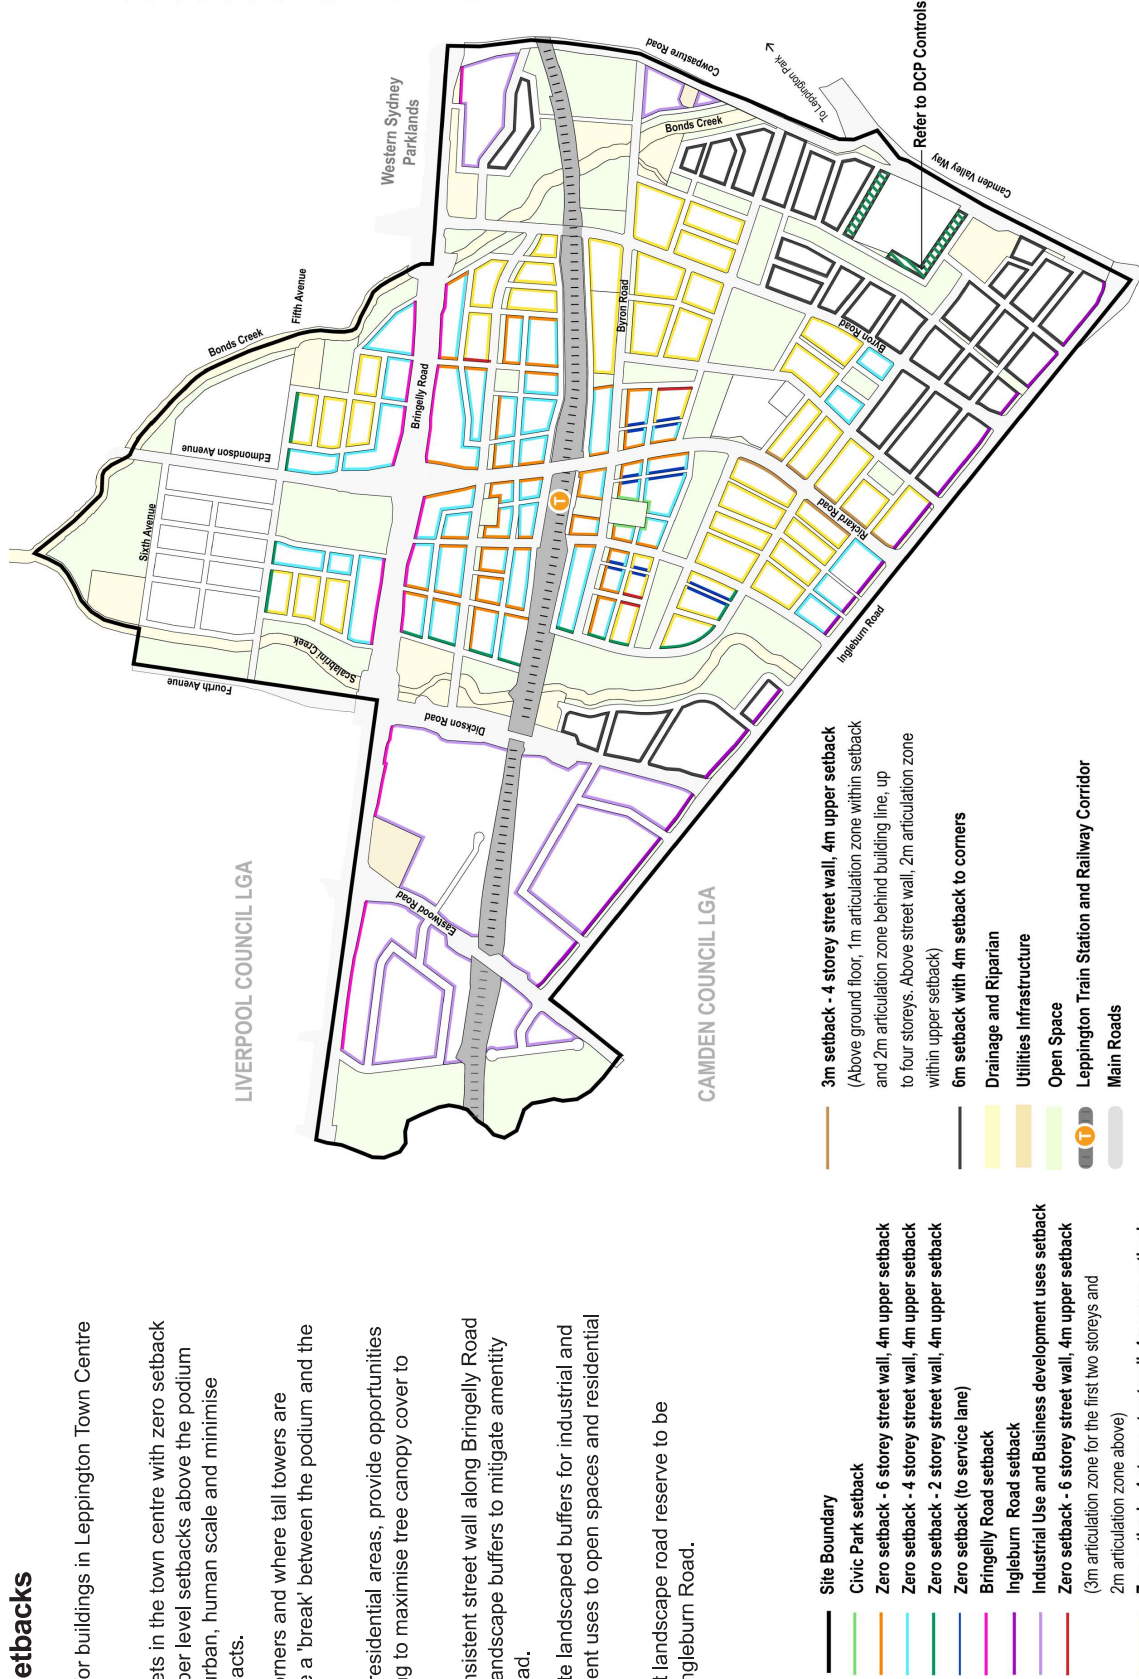 etbacks
or buildings in Leppington Town Centre
ets in the town centre with zero setback
per level setbacks above the podium
urban, human scale and minimise
acts.
orners and where tall towers are
e a 'break' between the podium and the
residential areas, provide opportunities
g to maximise tree canopy cover to
nsistent street wall along Bringelly Road
andscape buffers to mitigate amentity
ad.
te landscaped buffers for industrial and
ent uses to open spaces and residential
t landscape road reserve to be
ngleburn Road.
LIVERPOOL COUNCIL LGA
CAMDEN COUNCIL LGA
Western Sydney
Parklands
Fourth Avenue
Scalabrini Creek
Sixth Avenue
Edmondson Avenue
Bonds Creek
Fifth Avenue
Bringelly Road
Dickson Road
Eastwood Road
T
Byron Road
Bonds Creek
Cowpasture Road
To Leppington Park
Camden Valley Way
Refer to DCP Controls
Byron Road
Rickard Road
Ingleburn Road
Site Boundary
Civic Park setback
Zero setback - 6 storey street wall, 4m upper setback
Zero setback - 4 storey street wall, 4m upper setback
Zero setback - 2 storey street wall, 4m upper setback
Zero setback (to service lane)
Bringelly Road setback
Ingleburn Road setback
Industrial Use and Business development uses setback
Zero setback - 6 storey street wall, 4m upper setback
(3m articulation zone for the first two storeys and
2m articulation zone above)
3m setback - 4 storey street wall, 4m upper setback
(Above ground floor, 1m articulation zone within setback
and 2m articulation zone behind building line, up
to four storeys. Above street wall, 2m articulation zone
within upper setback)
6m setback with 4m setback to corners
Drainage and Riparian
Utilities Infrastructure
Open Space
T
Leppington Train Station and Railway Corridor
Main Roads